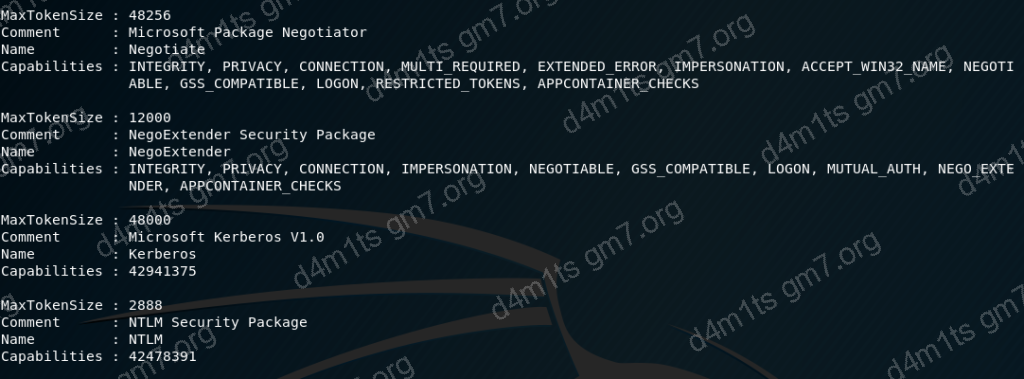 MaxTokenSize : 48256
Comment      : Microsoft Package Negotiator
Name         : Negotiate
Capabilities : INTEGRITY, PRIVACY, CONNECTION, MULTI_REQUIRED, EXTENDED_ERROR, IMPERSONATION, ACCEPT_WIN32_NAME, NEGOTI
               ABLE, GSS_COMPATIBLE, LOGON, RESTRICTED_TOKENS, APPCONTAINER_CHECKS

MaxTokenSize : 12000
Comment      : NegoExtender Security Package
Name         : NegoExtender
Capabilities : INTEGRITY, PRIVACY, CONNECTION, IMPERSONATION, NEGOTIABLE, GSS_COMPATIBLE, LOGON, MUTUAL_AUTH, NEGO_EXTE
               NDER, APPCONTAINER_CHECKS

MaxTokenSize : 48000
Comment      : Microsoft Kerberos V1.0
Name         : Kerberos
Capabilities : 42941375

MaxTokenSize : 2888
Comment      : NTLM Security Package
Name         : NTLM
Capabilities : 42478391

d4m1ts gm7.org
d4m1ts gm7.org
d4m1ts gm7.org
d4m1ts gm7.org
d4m1ts gm7.org
d4m1ts gm7.org
d4m1ts gm7.org
d4m1ts gm7.org